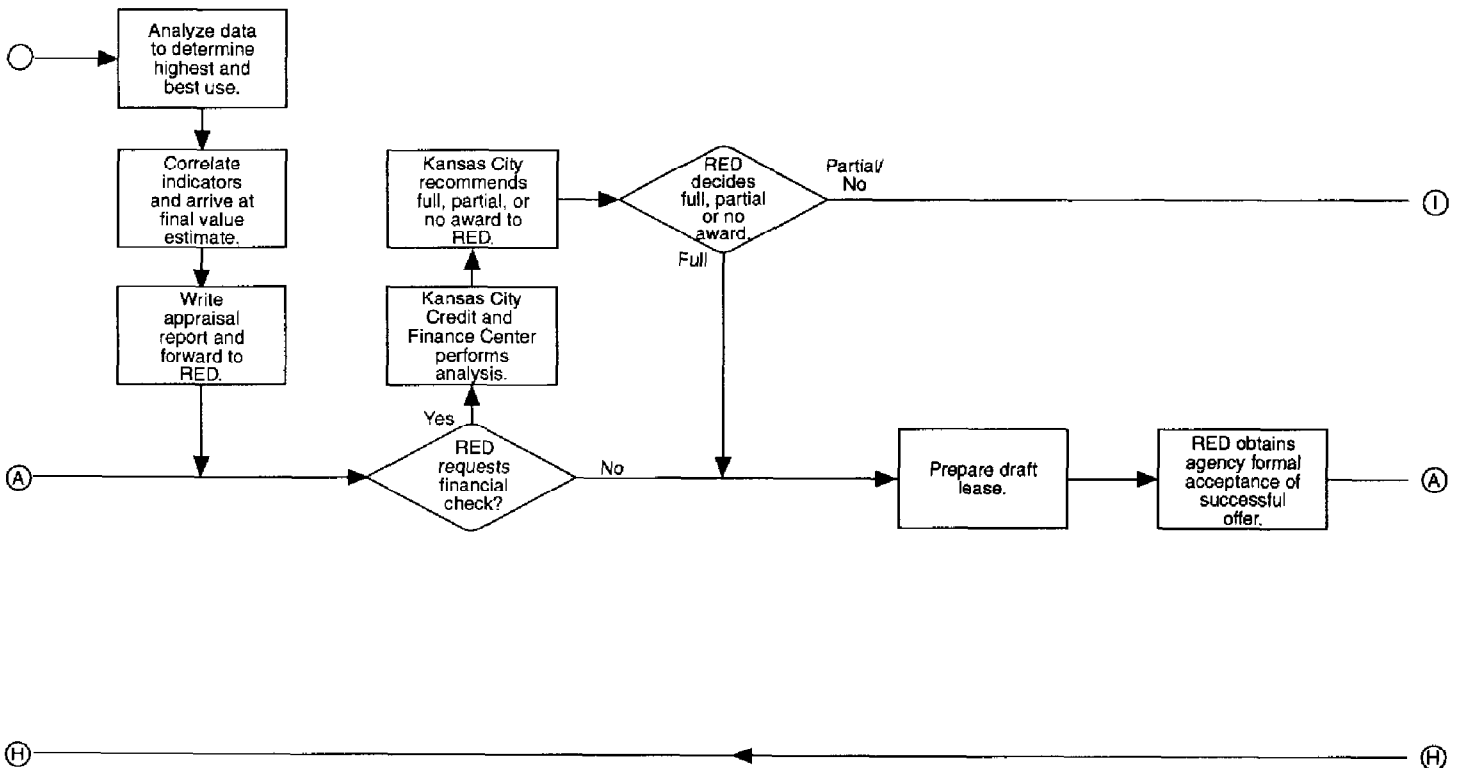 Analyze data
to determine
highest and
best use.
Correlate
indicators
and arrive at
final value
estimate.
Write
appraisal
report and
forward to
RED.
Kansas City
recommends
full, partial, or
no award to
RED.
Kansas City
Credit and
Finance Center
performs
analysis.
RED
decides
full, partial
or no
award.
Partial/
No
I
Full
Yes
A
RED
requests
financial
check?
No
Prepare draft
lease.
RED obtains
agency formal
acceptance of
successful
offer.
A
H
H